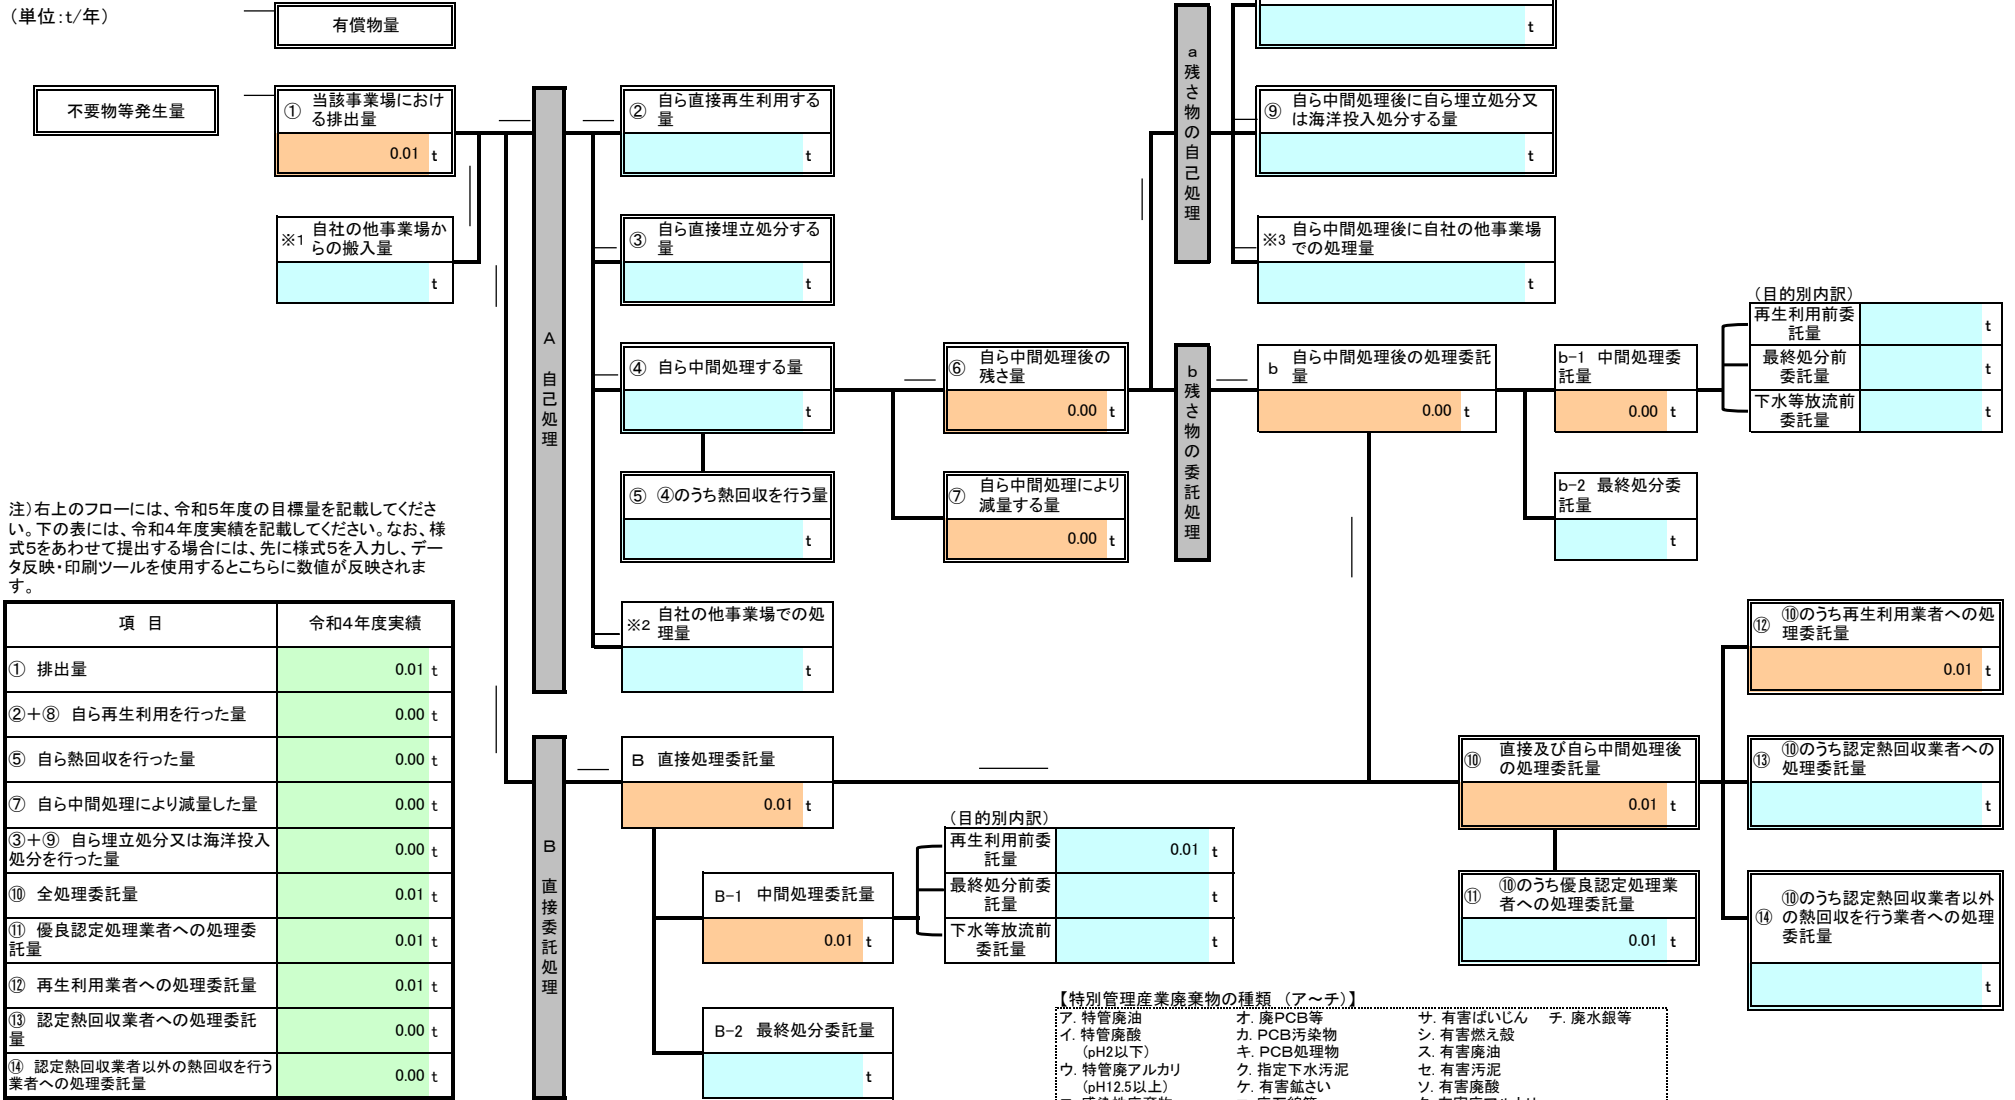 （単位：t/年）
有償物量
t
不要物等発生量
① 当該事業場におけ
る排出量
0.01 t
※1 自社の他事業場か
らの搬入量
t
A 自己処理
② 自ら直接再生利用する
量
t
③ 自ら直接埋立処分する
量
t
④ 自ら中間処理する量
t
⑤ ④のうち熱回収を行う量
t
※2 自社の他事業場での処
理量
t
⑥ 自ら中間処理後の
残さ量
0.00 t
⑦ 自ら中間処理により
減量する量
0.00 t
a 残さ物の自己処理
⑨ 自ら中間処理後に自ら埋立処分又
は海洋投入処分する量
t
※3 自ら中間処理後に自社の他事業場
での処理量
t
b 残さ物の委託処理
b 自ら中間処理後の処理委託
量
0.00 t
b-1 中間処理委
託量
0.00 t
b-2 最終処分委
託量
t
（目的別内訳）
再生利用前委
託量
t
最終処分前
委託量
t
下水等放流前
委託量
t
注）右上のフローには、令和5年度の目標量を記載してくださ
い。下の表には、令和4年度実績を記載してください。なお、様
式5をあわせて提出する場合には、先に様式5を入力し、デー
タ反映・印刷ツールを使用するとこちらに数値が反映されま
す。
項 目 令和4年度実績
① 排出量 0.01 t
②＋⑧ 自ら再生利用を行った量 0.00 t
⑤ 自ら熱回収を行った量 0.00 t
⑦ 自ら中間処理により減量した量 0.00 t
③＋⑨ 自ら埋立処分又は海洋投入
処分を行った量 0.00 t
⑩ 全処理委託量 0.01 t
⑪ 優良認定処理業者への処理委
託量 0.01 t
⑫ 再生利用業者への処理委託量 0.01 t
⑬ 認定熱回収業者への処理委託
量 0.00 t
⑭ 認定熱回収業者以外の熱回収を行う
業者への処理委託量 0.00 t
B 直接委託処理
B 直接処理委託量
0.01 t
B-1 中間処理委託量
0.01 t
B-2 最終処分委託量
t
（目的別内訳）
再生利用前委
託量
0.01 t
最終処分前委
託量
t
下水等放流前
委託量
t
⑩ 直接及び自ら中間処理後
の処理委託量
0.01 t
⑪ ⑩のうち優良認定処理業
者への処理委託量
0.01 t
⑫ ⑩のうち再生利用業者への処
理委託量
0.01 t
⑬ ⑩のうち認定熱回収業者への
処理委託量
t
⑭ ⑩のうち認定熱回収業者以外
の熱回収を行う業者への処理
委託量
t
【特別管理産業廃棄物の種類 （ア～チ）】
ア. 特管廃油 オ. 廃PCB等 サ. 有害ばいじん チ. 廃水銀等
イ. 特管廃酸 カ. PCB汚染物 シ. 有害燃え殻
（pH2以下） キ. PCB処理物 ス. 有害廃油
ウ. 特管廃アルカリ ク. 指定下水汚泥 セ. 有害汚泥
（pH12.5以上） ケ. 有害鉱さい ソ. 有害廃酸